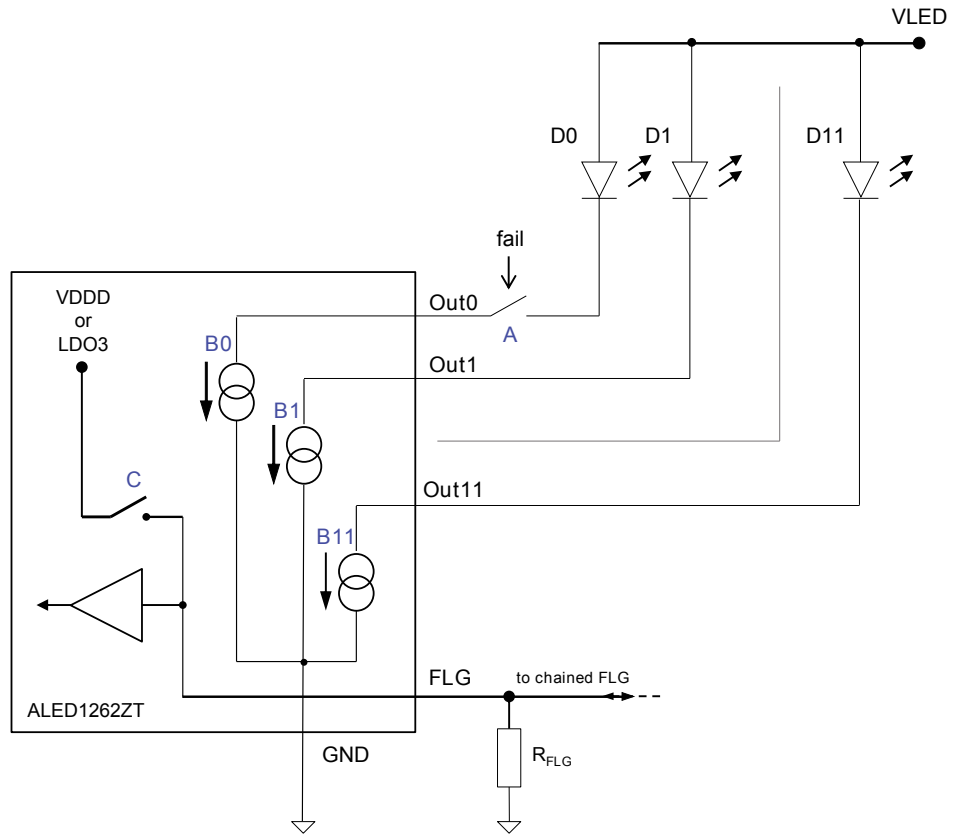 VLED
D0
D1
D11
fail
VDDD
or
LDO3
Out0
A
B0
Out1
B1
C
Out11
B11
FLG
to chained FLG
ALED1262ZT
GND
RFLG